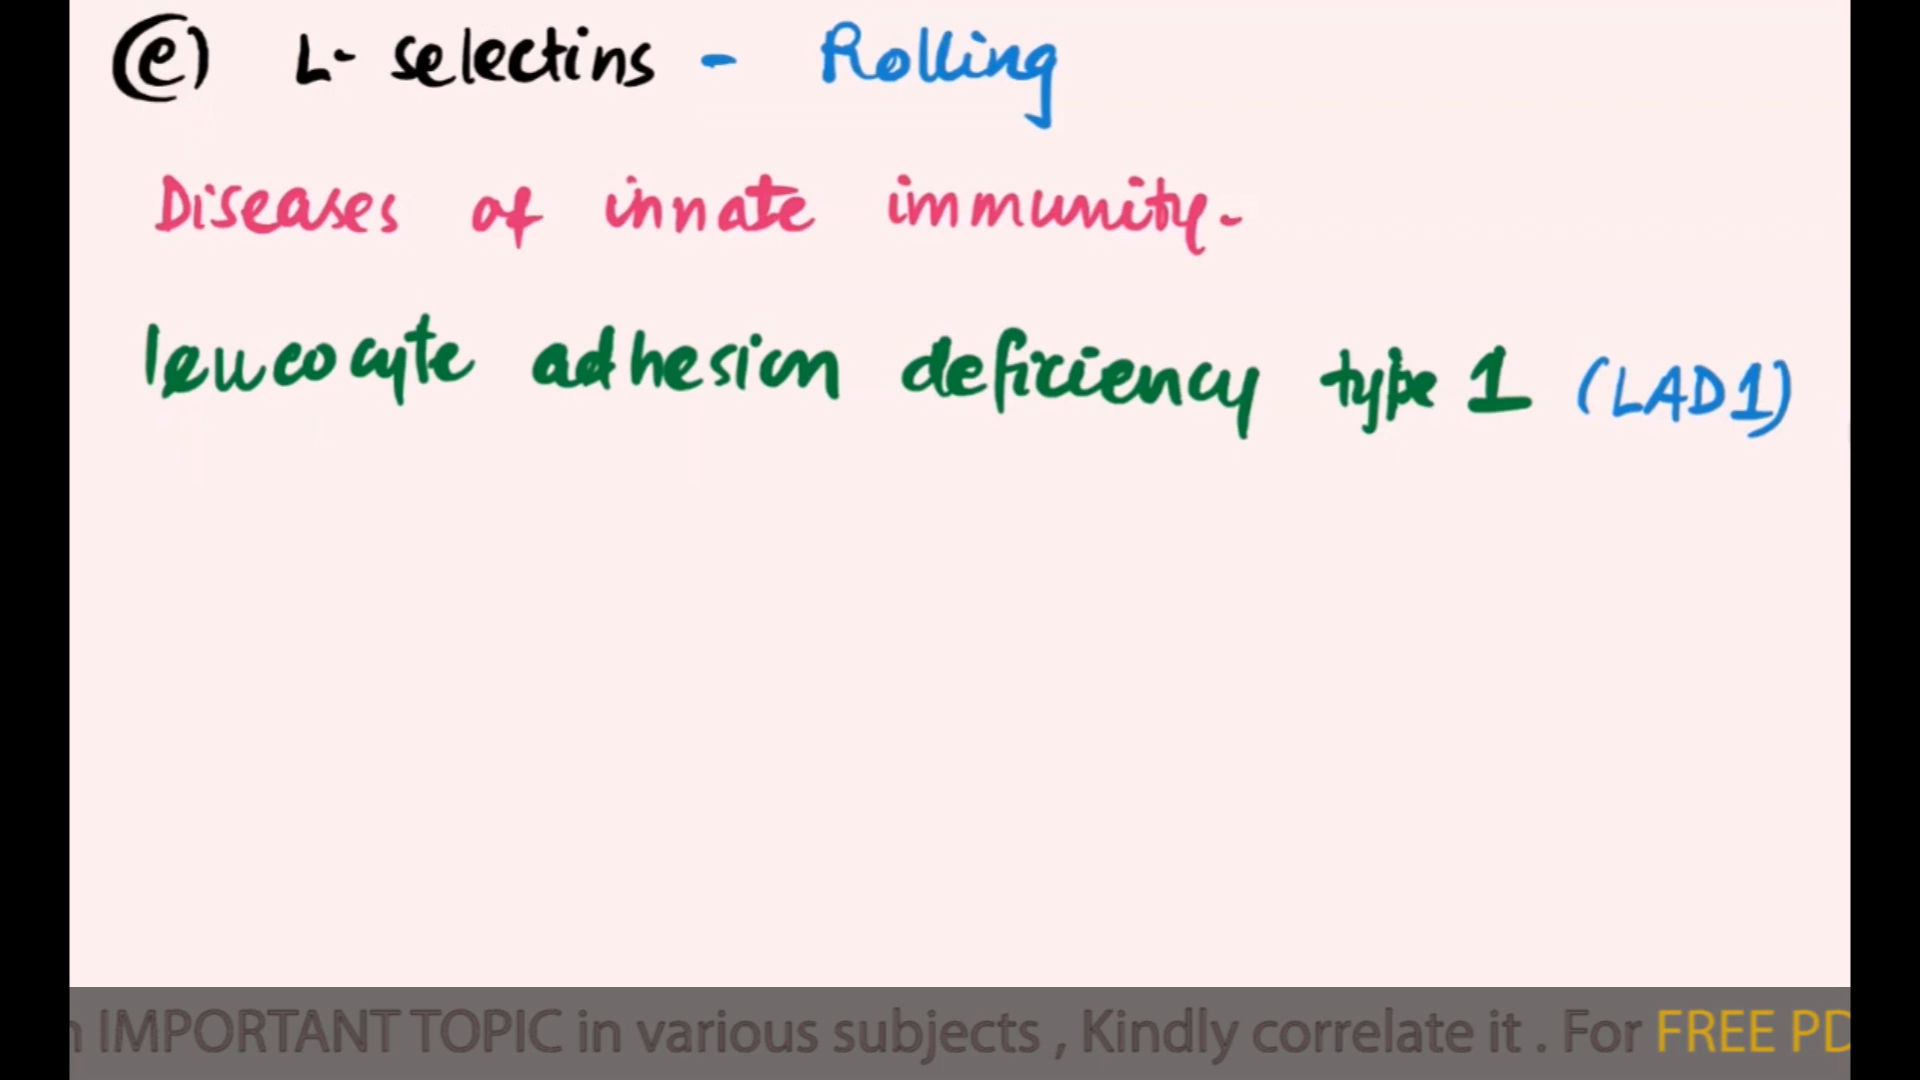 (e) L- selectins - Rolling
Diseases of innate immunity-
leucocyte adhesion deficiency type 1 (LAD1)
IMPORTANT TOPIC in various subjects , Kindly correlate it . For FREE PD